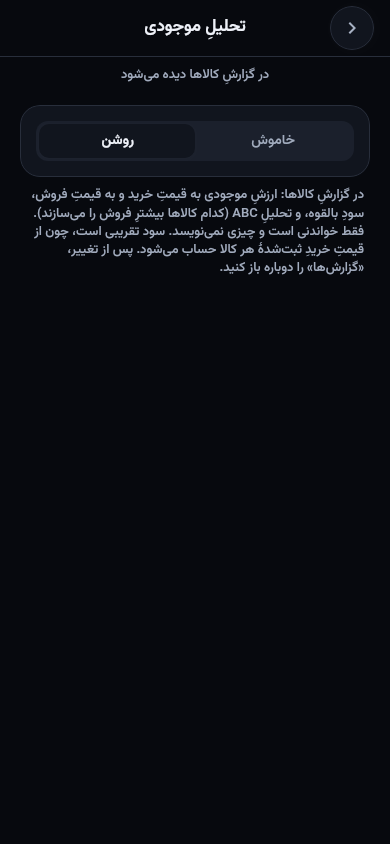 تحلیلِ موجودی
در گزارشِ کالاها دیده می‌شود
خاموش
روشن
در گزارشِ کالاها: ارزشِ موجودی به قیمتِ خرید و به قیمتِ فروش،
سودِ بالقوه، و تحلیلِ ABC (کدام کالاها بیشترِ فروش را می‌سازند).
فقط خواندنی است و چیزی نمی‌نویسد. سود تقریبی است، چون از
قیمتِ خریدِ ثبت‌شدهٔ هر کالا حساب می‌شود. پس از تغییر،
«گزارش‌ها» را دوباره باز کنید.